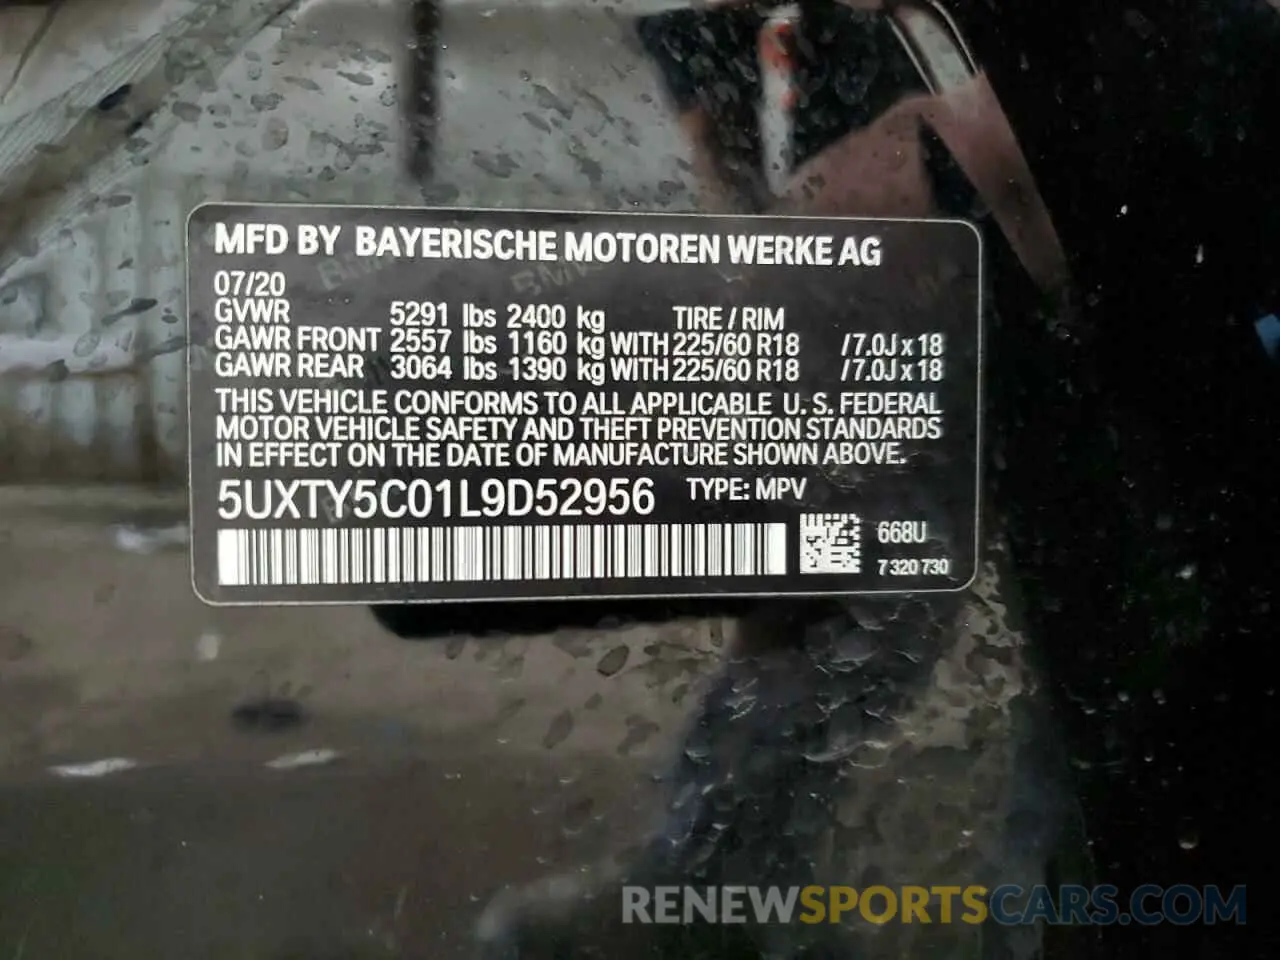 MFD BY BAYERISCHE MOTOREN WERKE AG
07/20
GVWR 5291 lbs 2400 kg TIRE / RIM
GAWR FRONT 2557 lbs 1160 kg WITH 225/60 R18 /7.0J x 18
GAWR REAR 3064 lbs 1390 kg WITH 225/60 R18 /7.0J x 18
THIS VEHICLE CONFORMS TO ALL APPLICABLE U. S. FEDERAL
MOTOR VEHICLE SAFETY AND THEFT PREVENTION STANDARDS
IN EFFECT ON THE DATE OF MANUFACTURE SHOWN ABOVE.
5UXTY5C01L9D52956 TYPE: MPV
668U
7 320 730
RENEWSPORTSCARS.COM